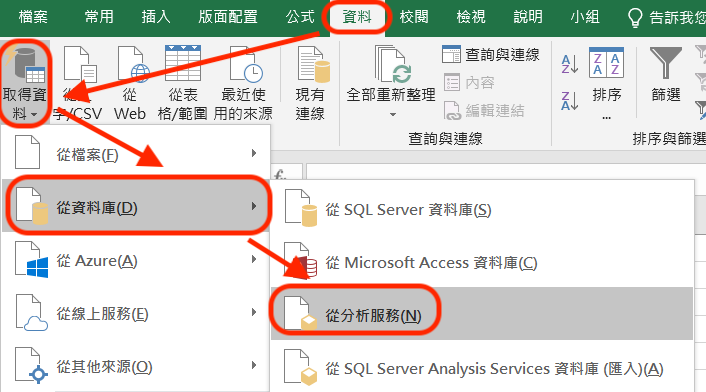 檔案 常用 插入 版面配置 公式 資料 校閱 檢視 說明 小組 告訴我您
取得資料
從文字/CSV
從 Web
從表格/範圍
最近使用的來源
現有連線
全部重新整理
查詢與連線
內容
編輯連結
查詢與連線
排序...
篩選
排序與篩選
從檔案(F)
從資料庫(D)
從 Azure(A)
從線上服務(E)
從其他來源(O)
從 SQL Server 資料庫(S)
從 Microsoft Access 資料庫(C)
從分析服務(N)
從 SQL Server Analysis Services 資料庫 (匯入)(A)